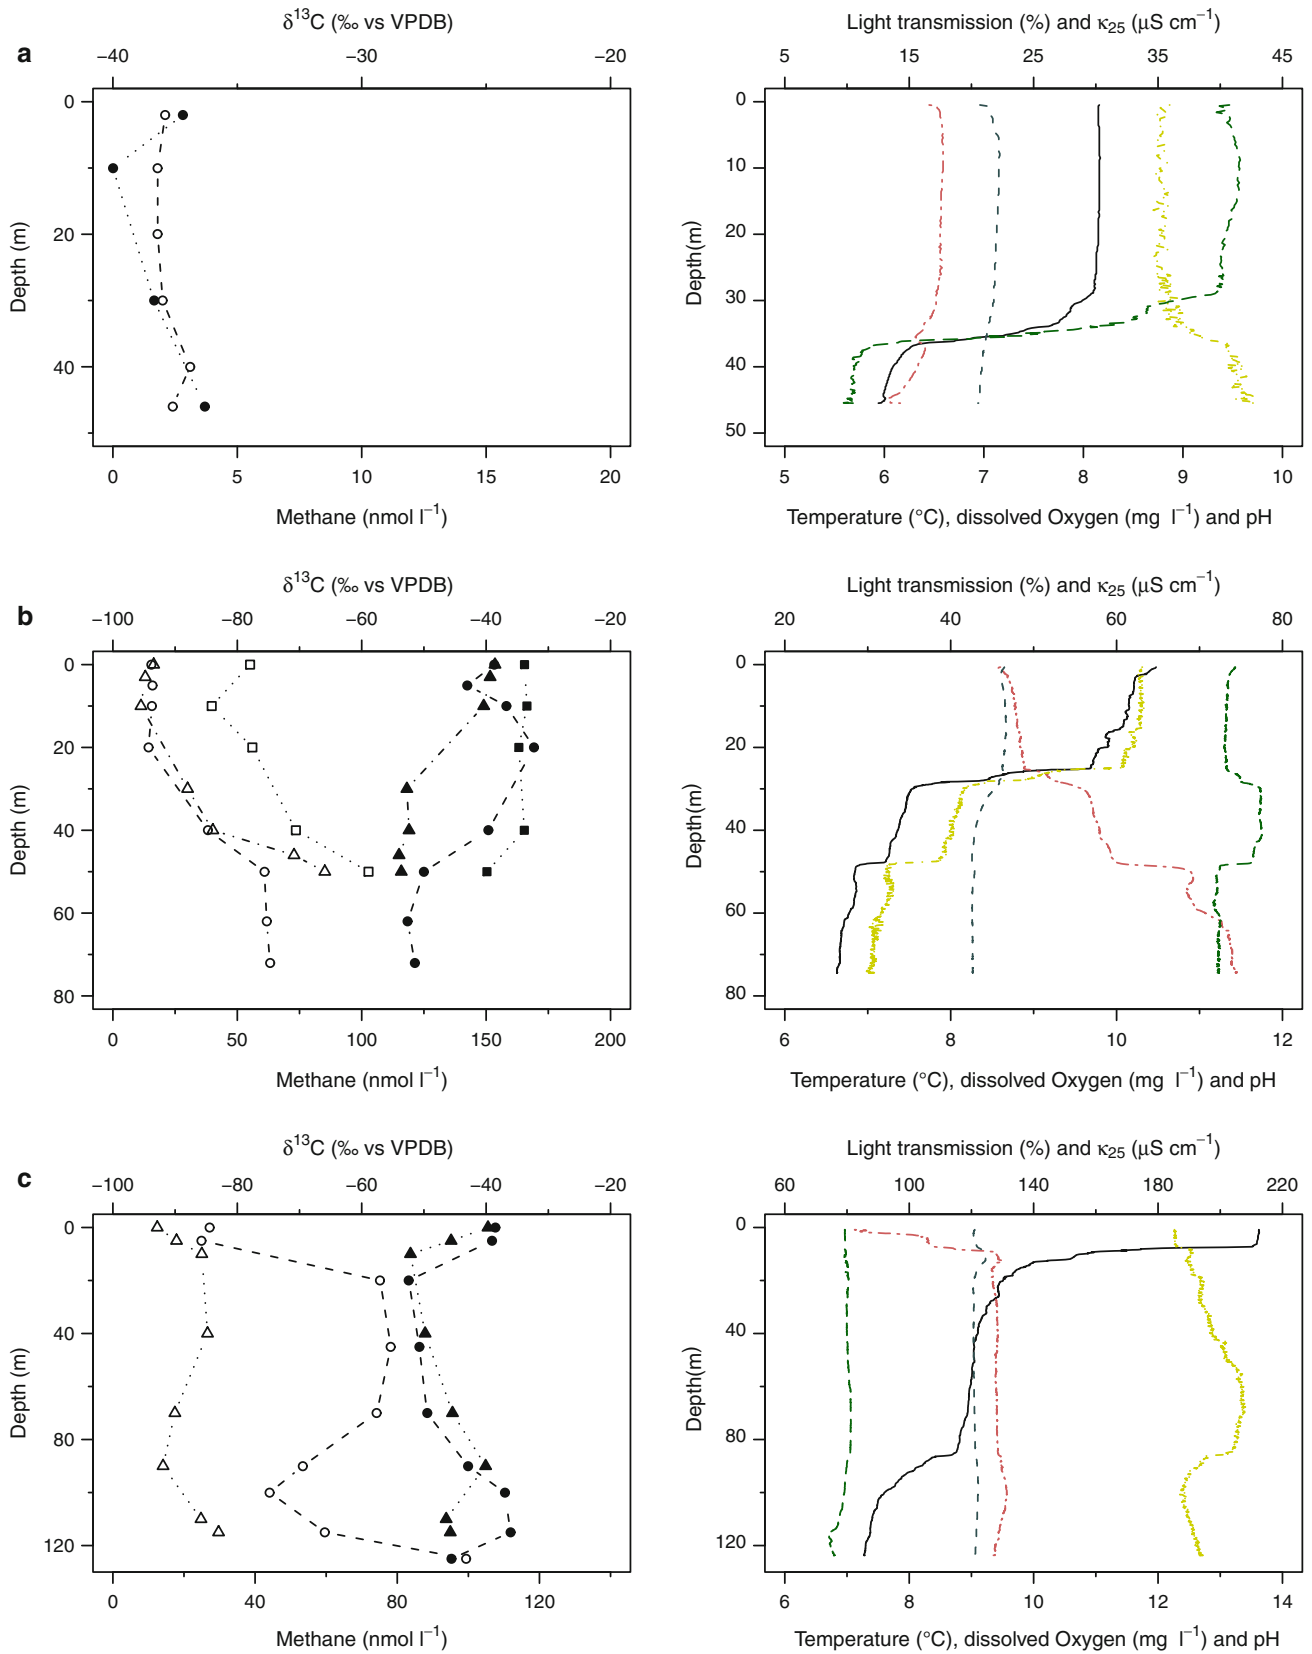 δ13C (‰ vs VPDB)
Light transmission (%) and κ25 (μS cm−1)
a
−40 −30 −20
5 15 25 35 45
0
20
40
Depth (m)
0
10
20
30
40
50
Depth(m)
0 5 10 15 20
5 6 7 8 9 10
Methane (nmol l−1)
Temperature (°C), dissolved Oxygen (mg l−1) and pH
δ13C (‰ vs VPDB)
Light transmission (%) and κ25 (μS cm−1)
b
−100 −80 −60 −40 −20
20 40 60 80
0
20
40
60
80
Depth (m)
0
20
40
60
80
Depth(m)
0 50 100 150 200
6 8 10 12
Methane (nmol l−1)
Temperature (°C), dissolved Oxygen (mg l−1) and pH
δ13C (‰ vs VPDB)
Light transmission (%) and κ25 (μS cm−1)
c
−100 −80 −60 −40 −20
60 100 140 180 220
0
40
80
120
Depth (m)
0
40
80
120
Depth(m)
0 40 80 120
6 8 10 12 14
Methane (nmol l−1)
Temperature (°C), dissolved Oxygen (mg l−1) and pH